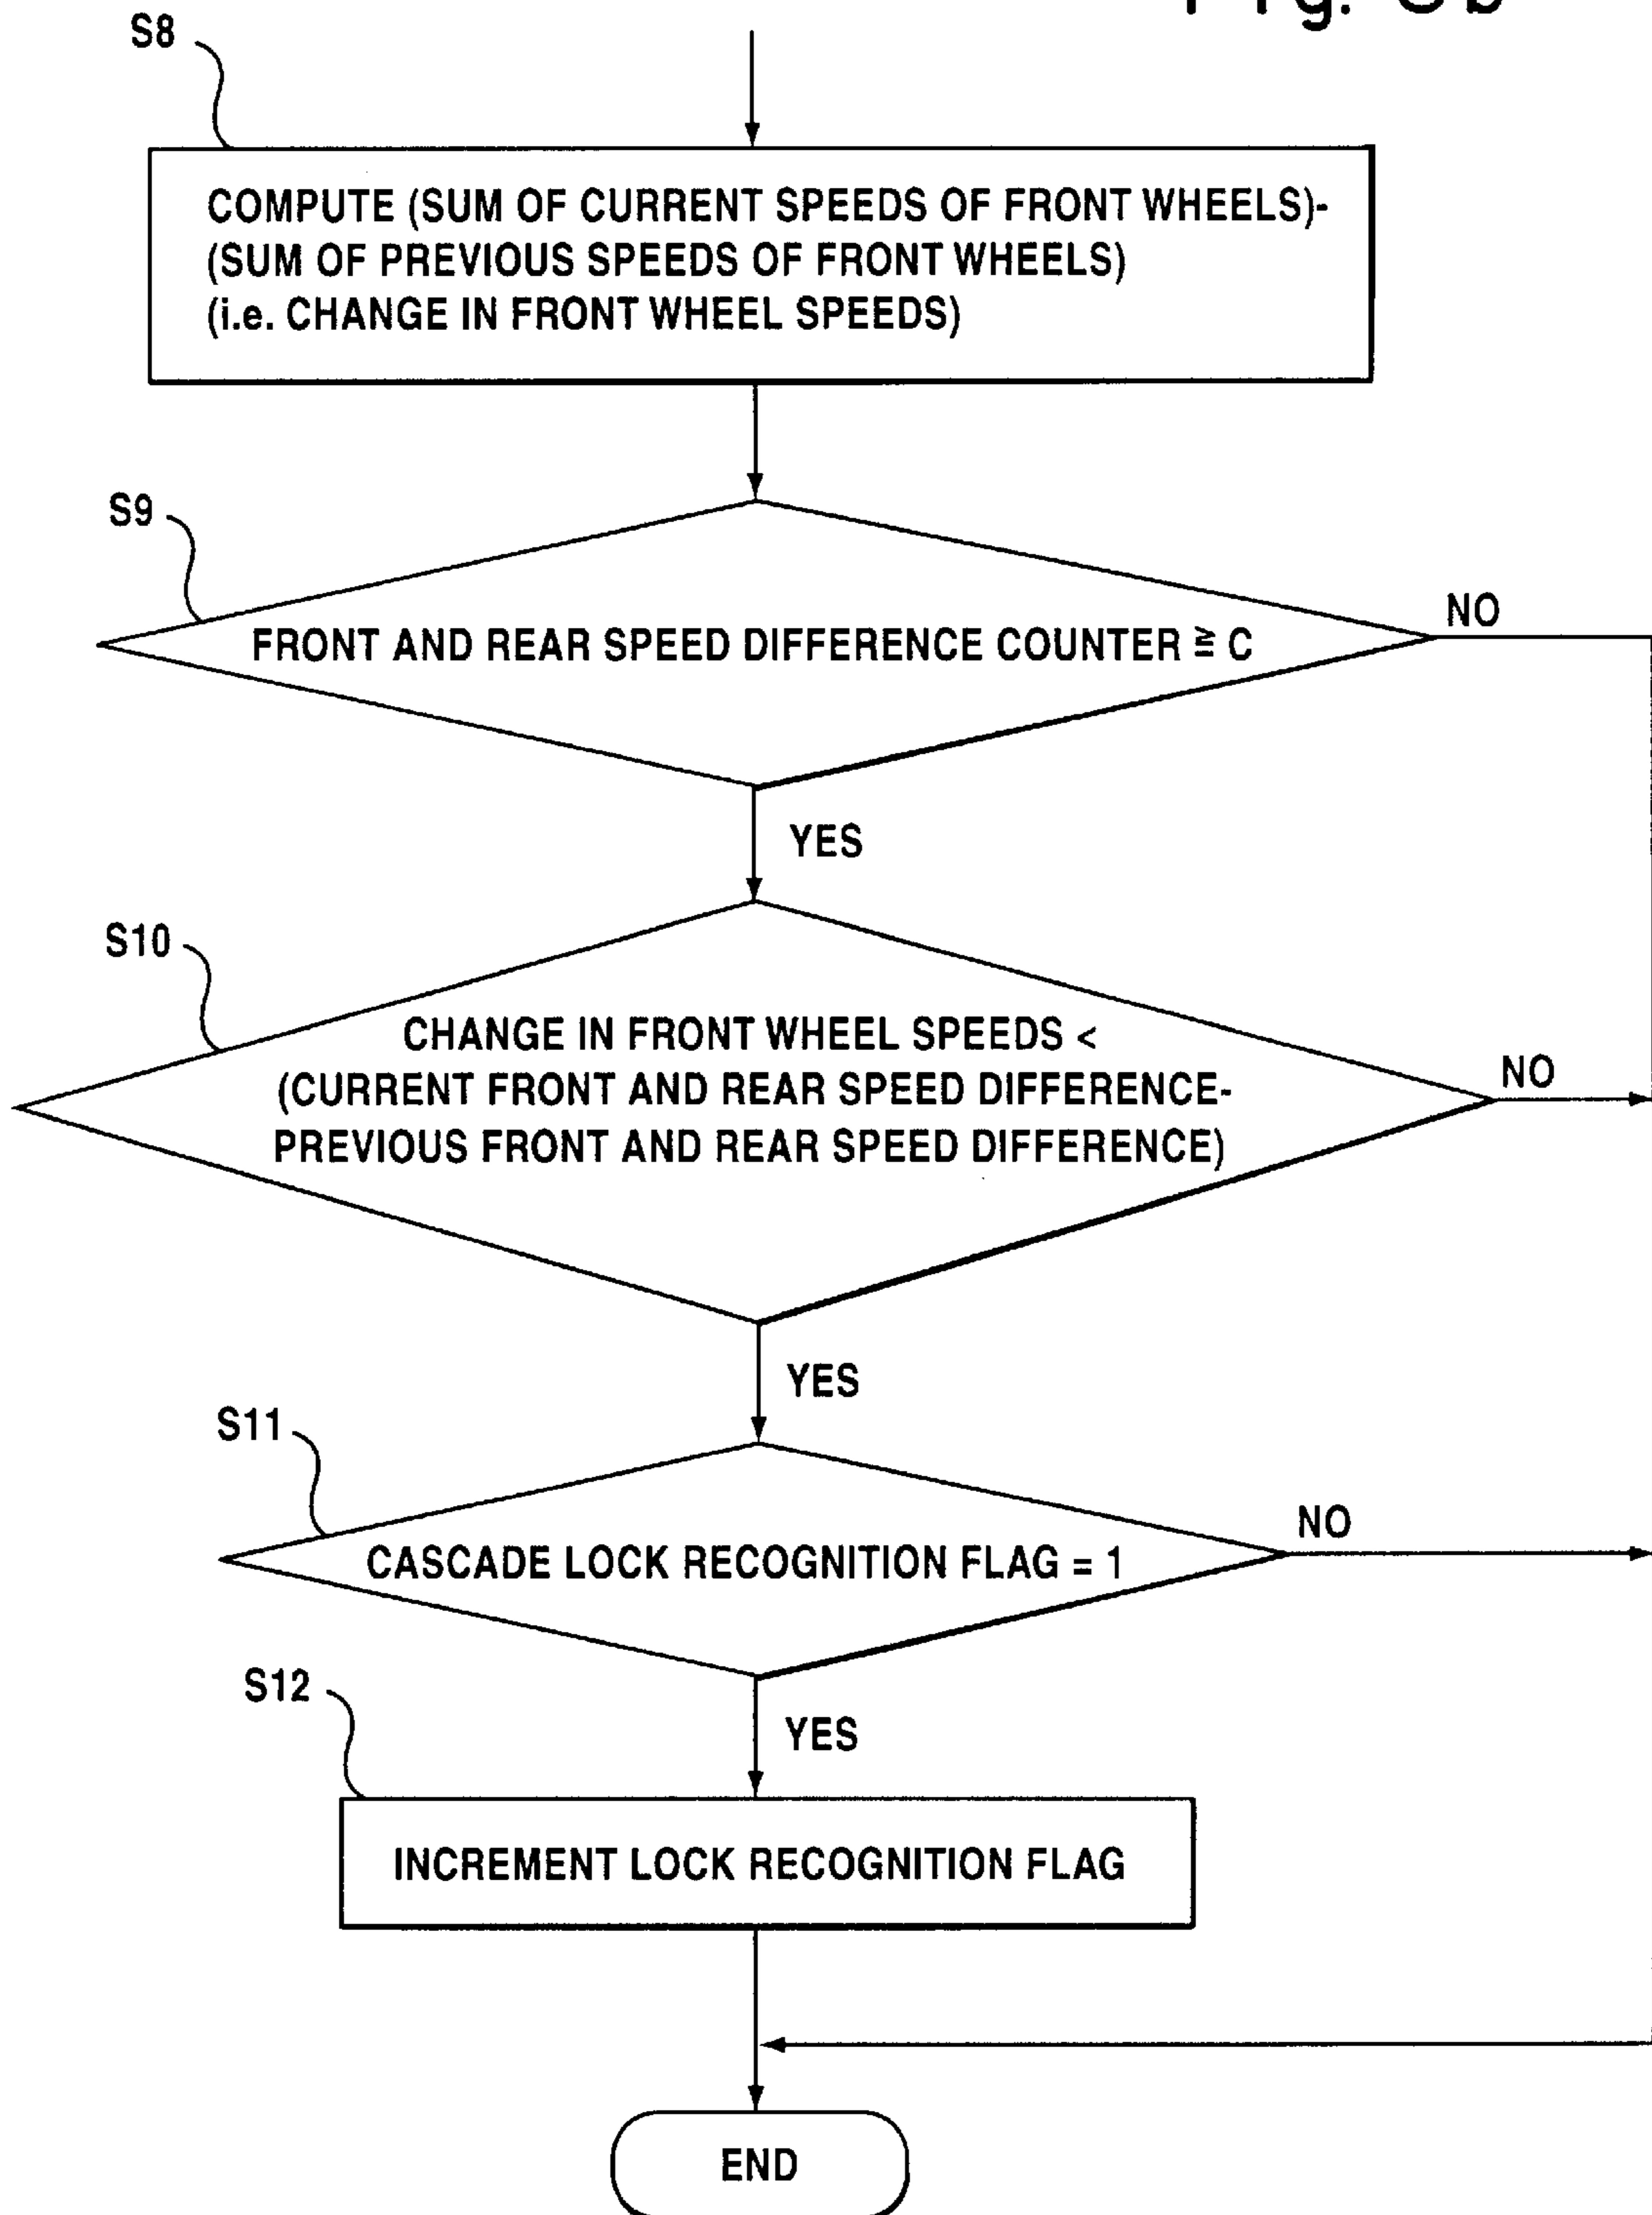 S8
COMPUTE (SUM OF CURRENT SPEEDS OF FRONT WHEELS)-
(SUM OF PREVIOUS SPEEDS OF FRONT WHEELS)
(i.e. CHANGE IN FRONT WHEEL SPEEDS)
S9
FRONT AND REAR SPEED DIFFERENCE COUNTER ≧ C
NO
YES
S10
CHANGE IN FRONT WHEEL SPEEDS <
(CURRENT FRONT AND REAR SPEED DIFFERENCE-
PREVIOUS FRONT AND REAR SPEED DIFFERENCE)
NO
YES
S11
CASCADE LOCK RECOGNITION FLAG = 1
NO
YES
S12
INCREMENT LOCK RECOGNITION FLAG
END